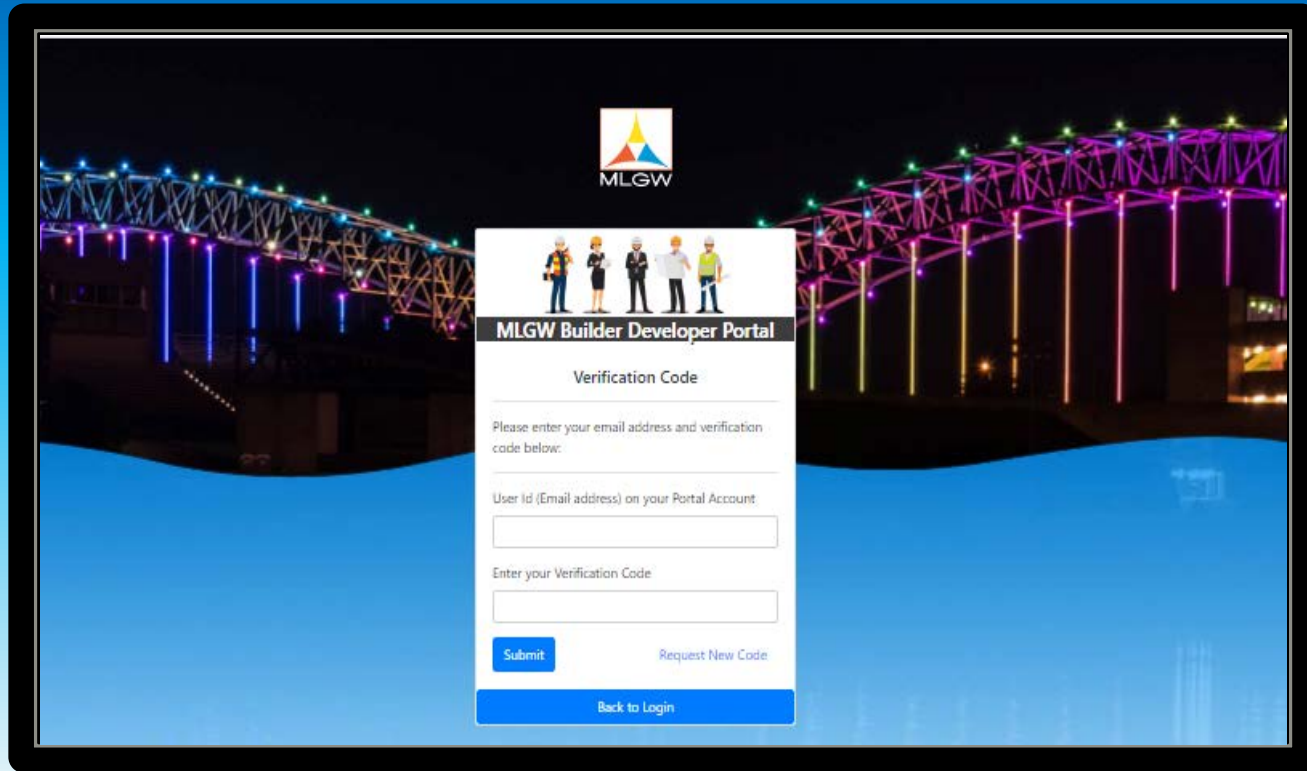 MLGW
MLGW Builder Developer Portal
Verification Code
Please enter your email address and verification
code below:
User Id (Email address) on your Portal Account
Enter your Verification Code
Submit
Request New Code
Back to Login